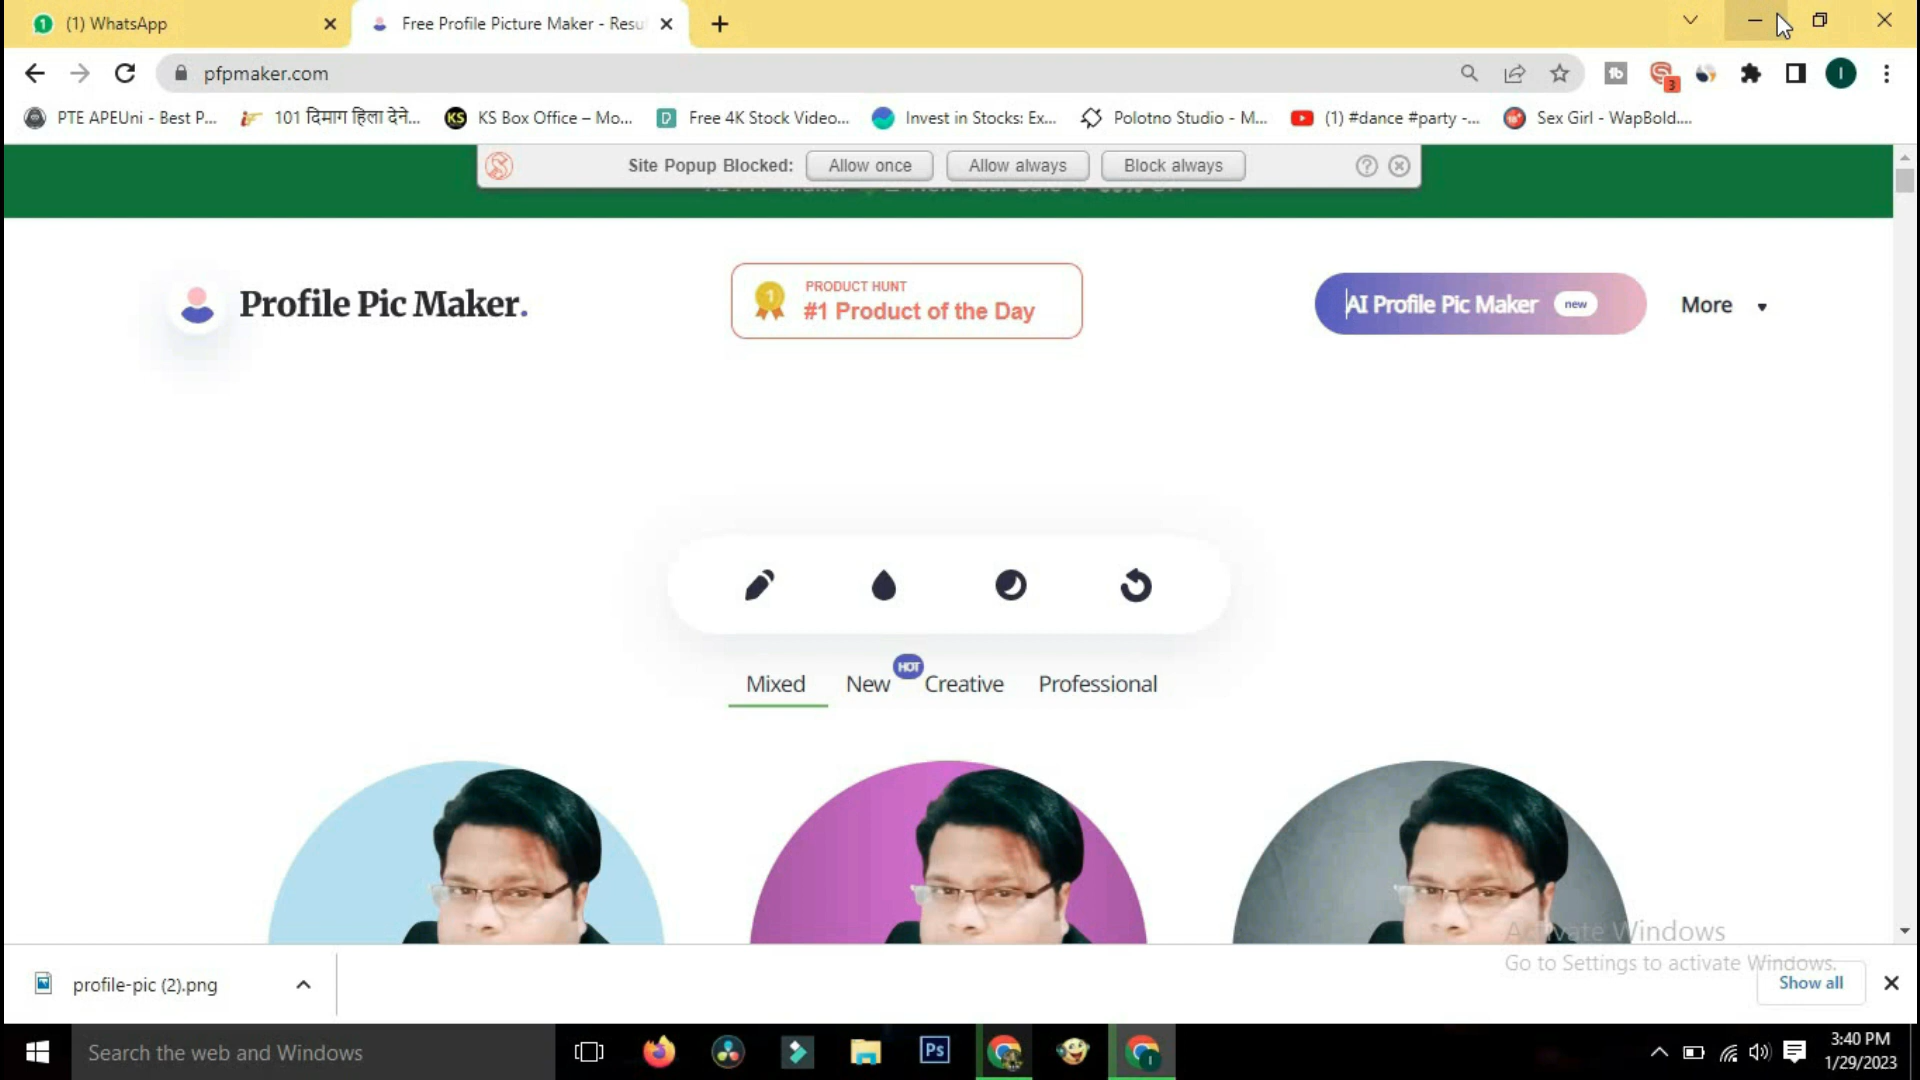 (1) WhatsApp
Free Profile Picture Maker - Resu
pfpmaker.com
3
I
PTE APEUni - Best P...
101 दिमाग हिला देने...
KS Box Office – Mo...
Free 4K Stock Video...
Invest in Stocks: Ex...
Polotno Studio - M...
(1) #dance #party -...
Sex Girl - WapBold....
Site Popup Blocked:
Allow once
Allow always
Block always
Profile Pic Maker.
1
PRODUCT HUNT
#1 Product of the Day
AI Profile Pic Maker
new
More
Mixed
New
HOT
Creative
Professional
Activate Windows
Go to Settings to activate Windows.
profile-pic (2).png
Show all
Search the web and Windows
Ps
3:40 PM
1/29/2023